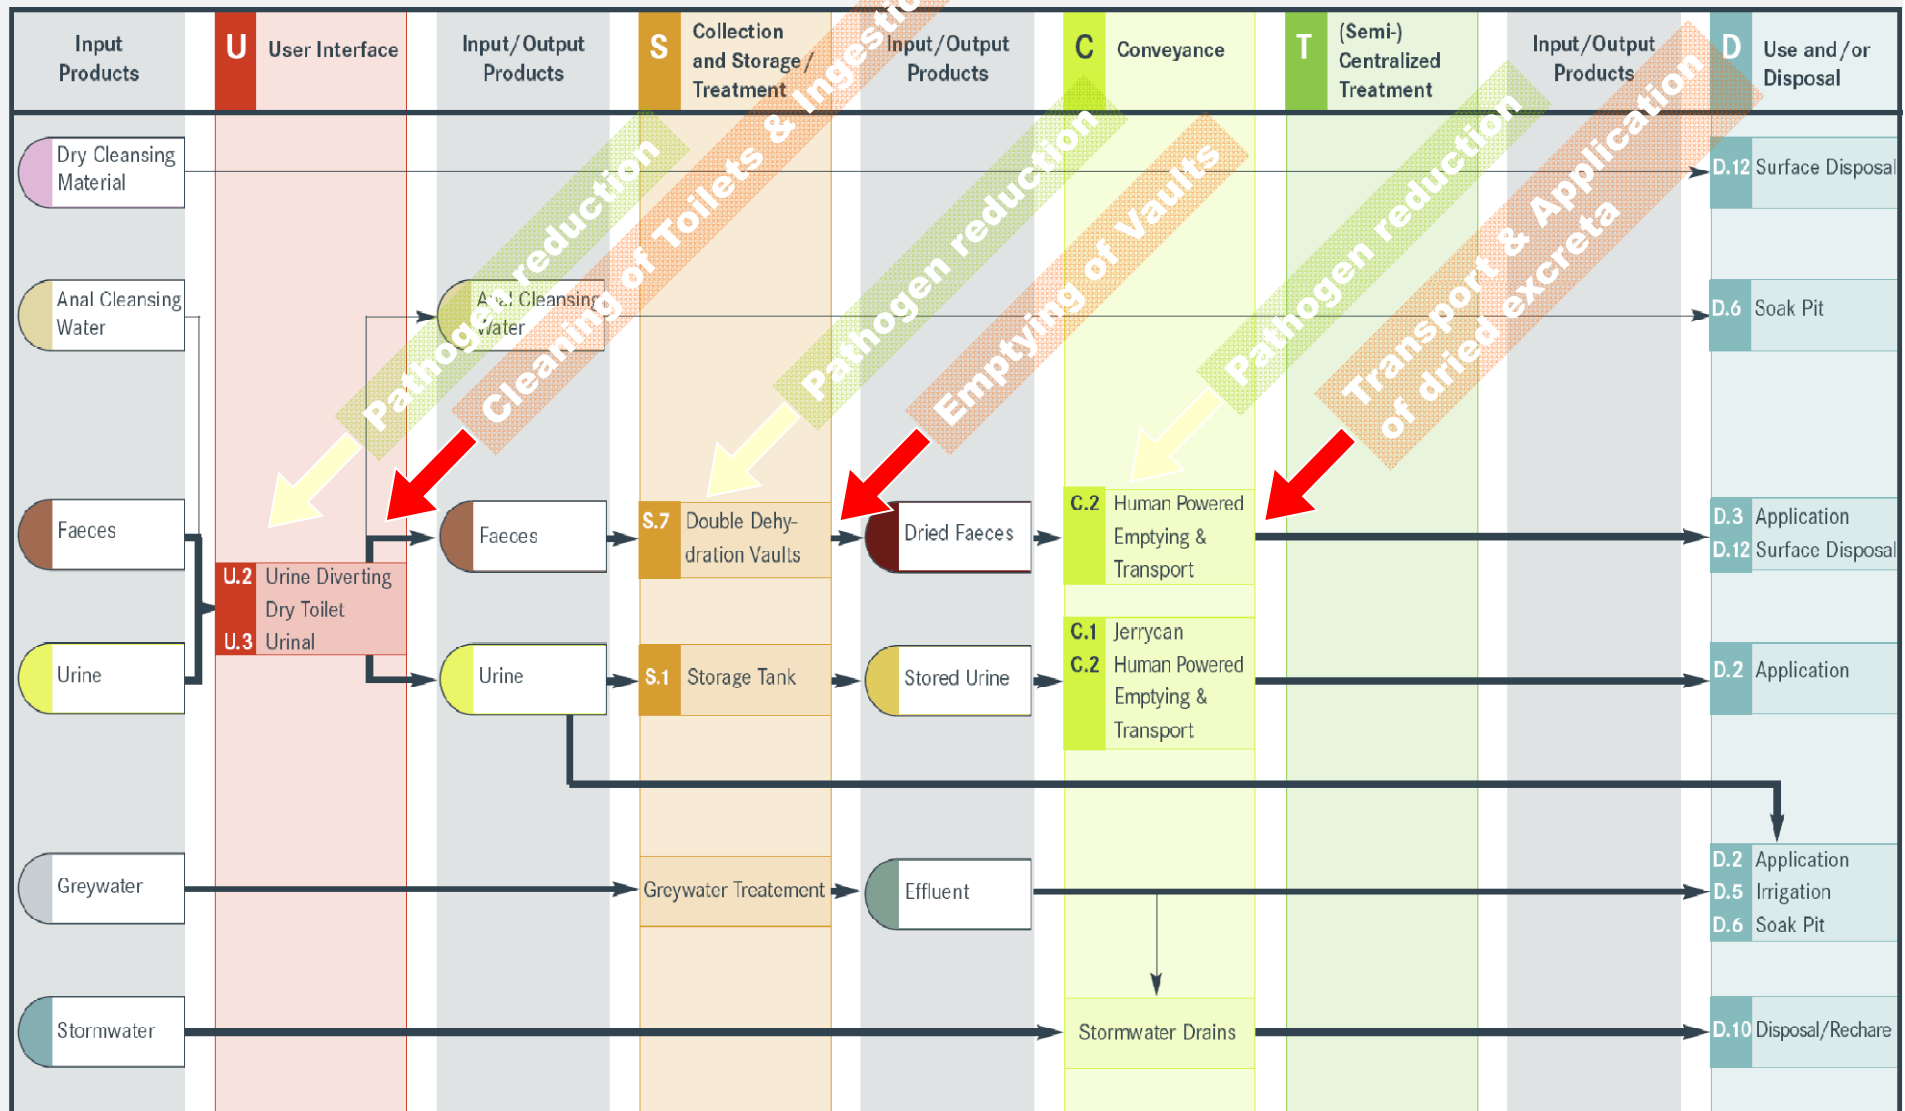 Input
Products
U
User Interface
Input/Output
Products
S
Collection
and Storage/
Treatment
Input/Output
Products
C
Conveyance
T
(Semi-)
Centralized
Treatment
Input/Output
Products
D
Use and/or
Disposal
Pathogen reduction
Cleaning of Toilets & Ingestio
Pathogen reduction
Emptying of Vaults
Pathogen reduction
Transport & Application
of dried excreta
Dry Cleansing
Material
D.12 Surface Disposal
Anal Cleansing
Water
Anal Cleansing
Water
D.6 Soak Pit
Faeces
Faeces
S.7 Double Dehy-
dration Vaults
Dried Faeces
C.2 Human Powered
Emptying &
Transport
D.3 Application
D.12 Surface Disposal
U.2 Urine Diverting
Dry Toilet
U.3 Urinal
Urine
Urine
S.1 Storage Tank
Stored Urine
C.1 Jerrycan
C.2 Human Powered
Emptying &
Transport
D.2 Application
Greywater
Greywater Treatement
Effluent
D.2 Application
D.5 Irrigation
D.6 Soak Pit
Stormwater
Stormwater Drains
D.10 Disposal/Rechare